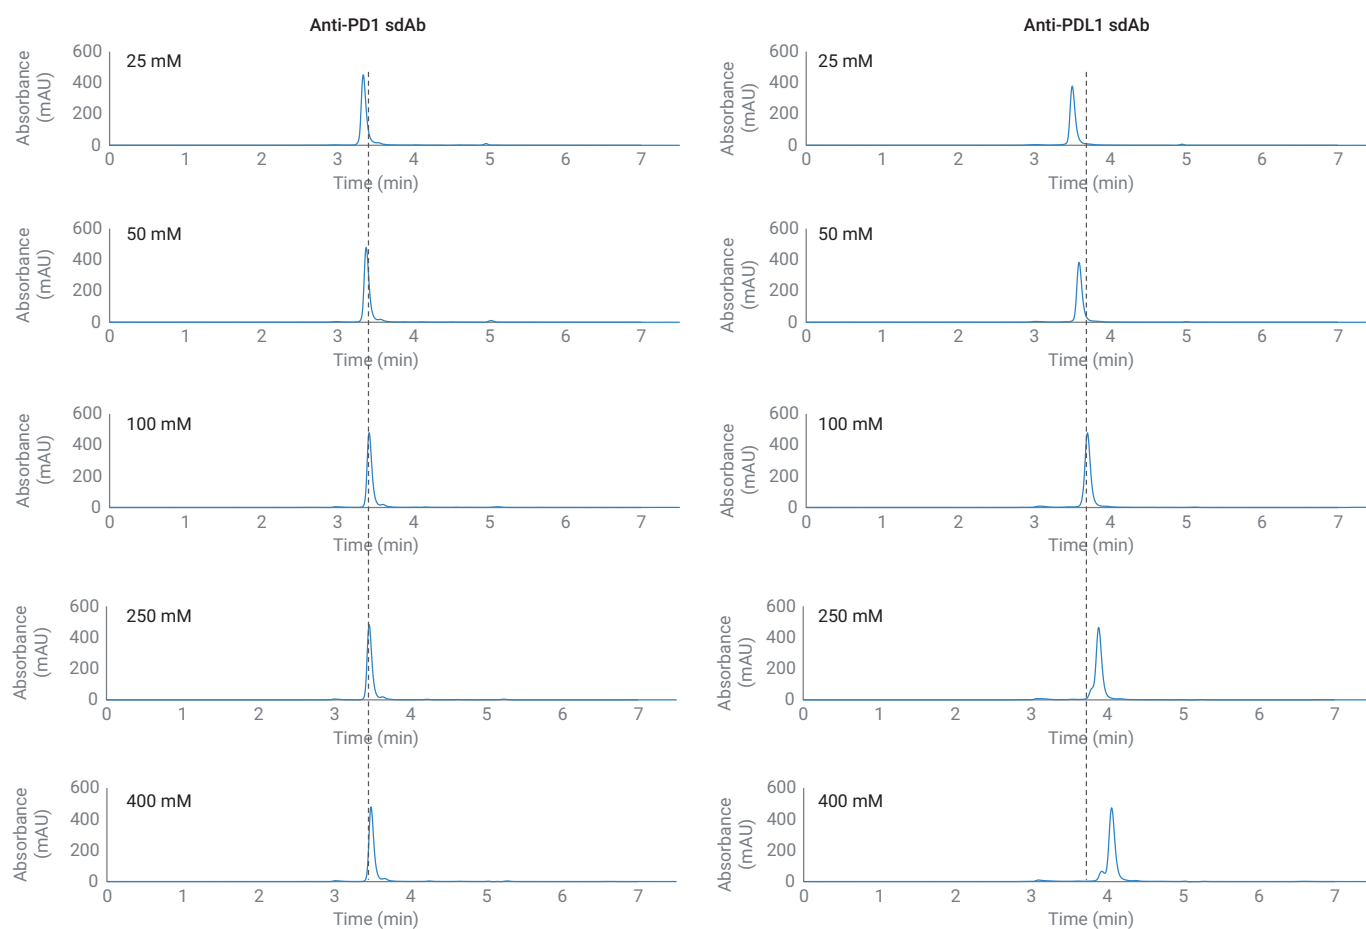 Anti-PD1 sdAb
25 mM
Absorbance
(mAU)
600
400
200
0
0 1 2 3 4 5 6 7
Time (min)
50 mM
Absorbance
(mAU)
600
400
200
0
0 1 2 3 4 5 6 7
Time (min)
100 mM
Absorbance
(mAU)
600
400
200
0
0 1 2 3 4 5 6 7
Time (min)
250 mM
Absorbance
(mAU)
600
400
200
0
0 1 2 3 4 5 6 7
Time (min)
400 mM
Absorbance
(mAU)
600
400
200
0
0 1 2 3 4 5 6 7
Time (min)
Anti-PDL1 sdAb
25 mM
Absorbance
(mAU)
600
400
200
0
0 1 2 3 4 5 6 7
Time (min)
50 mM
Absorbance
(mAU)
600
400
200
0
0 1 2 3 4 5 6 7
Time (min)
100 mM
Absorbance
(mAU)
600
400
200
0
0 1 2 3 4 5 6 7
Time (min)
250 mM
Absorbance
(mAU)
600
400
200
0
0 1 2 3 4 5 6 7
Time (min)
400 mM
Absorbance
(mAU)
600
400
200
0
0 1 2 3 4 5 6 7
Time (min)